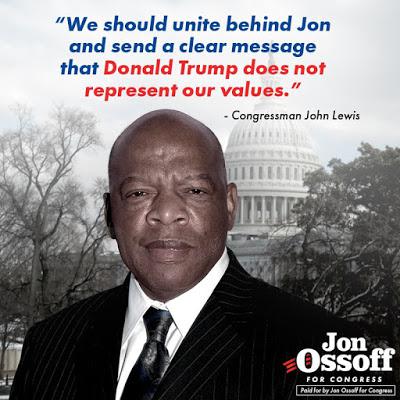 “We should unite behind Jon
and send a clear message
that Donald Trump does not
represent our values.”
- Congressman John Lewis
Jon
Ossoff
FOR CONGRESS
Paid for by Jon Ossoff for Congress